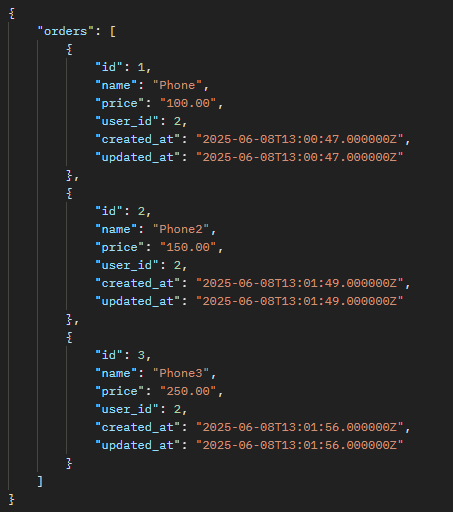 {
    "orders": [
        {
            "id": 1,
            "name": "Phone",
            "price": "100.00",
            "user_id": 2,
            "created_at": "2025-06-08T13:00:47.000000Z",
            "updated_at": "2025-06-08T13:00:47.000000Z"
        },
        {
            "id": 2,
            "name": "Phone2",
            "price": "150.00",
            "user_id": 2,
            "created_at": "2025-06-08T13:01:49.000000Z",
            "updated_at": "2025-06-08T13:01:49.000000Z"
        },
        {
            "id": 3,
            "name": "Phone3",
            "price": "250.00",
            "user_id": 2,
            "created_at": "2025-06-08T13:01:56.000000Z",
            "updated_at": "2025-06-08T13:01:56.000000Z"
        }
    ]
}